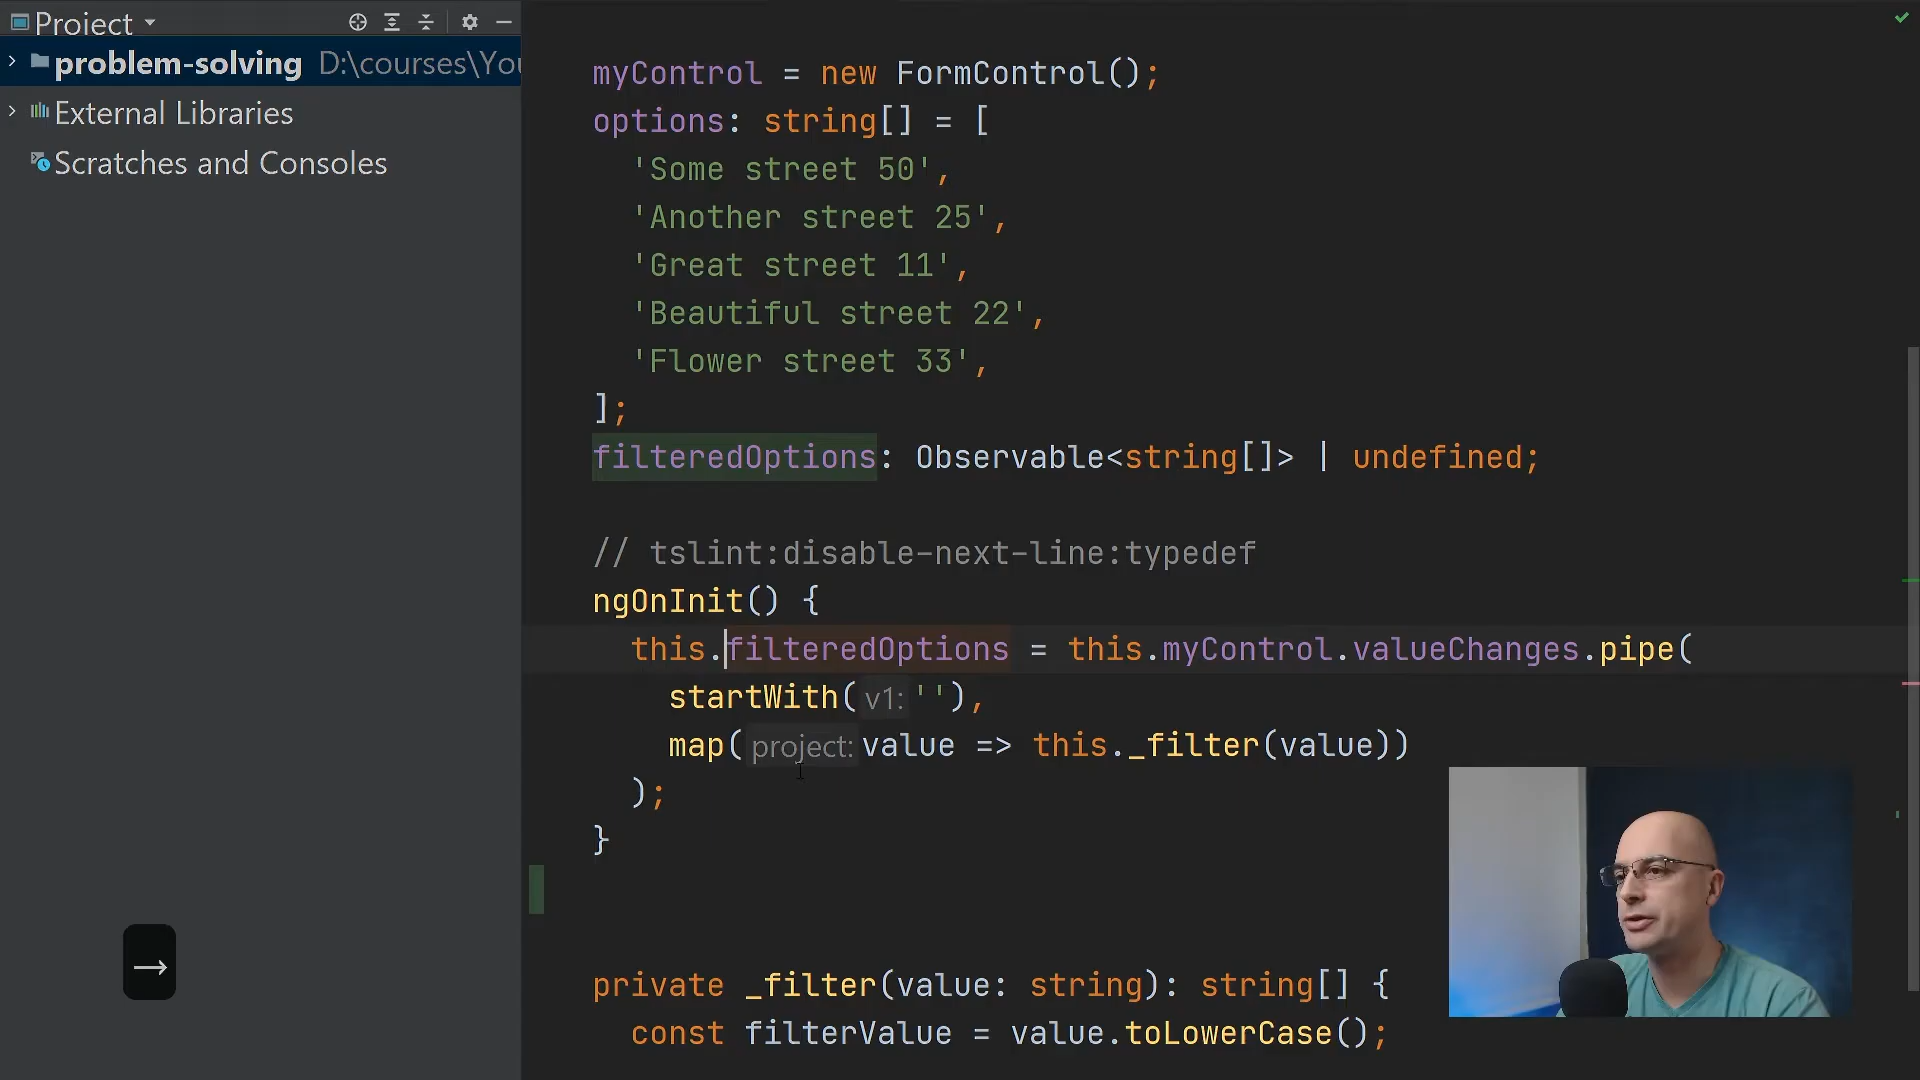 Project
problem-solving D:\courses\You
External Libraries
Scratches and Consoles
myControl = new FormControl();
options: string[] = [
'Some street 50',
'Another street 25',
'Great street 11',
'Beautiful street 22',
'Flower street 33',
];
filteredOptions: Observable<string[]> | undefined;
// tslint:disable-next-line:typedef
ngOnInit() {
this.filteredOptions = this.myControl.valueChanges.pipe(
startWith( v1: ''),
map( project: value => this._filter(value))
);
}
private _filter(value: string): string[] {
const filterValue = value.toLowerCase();
→